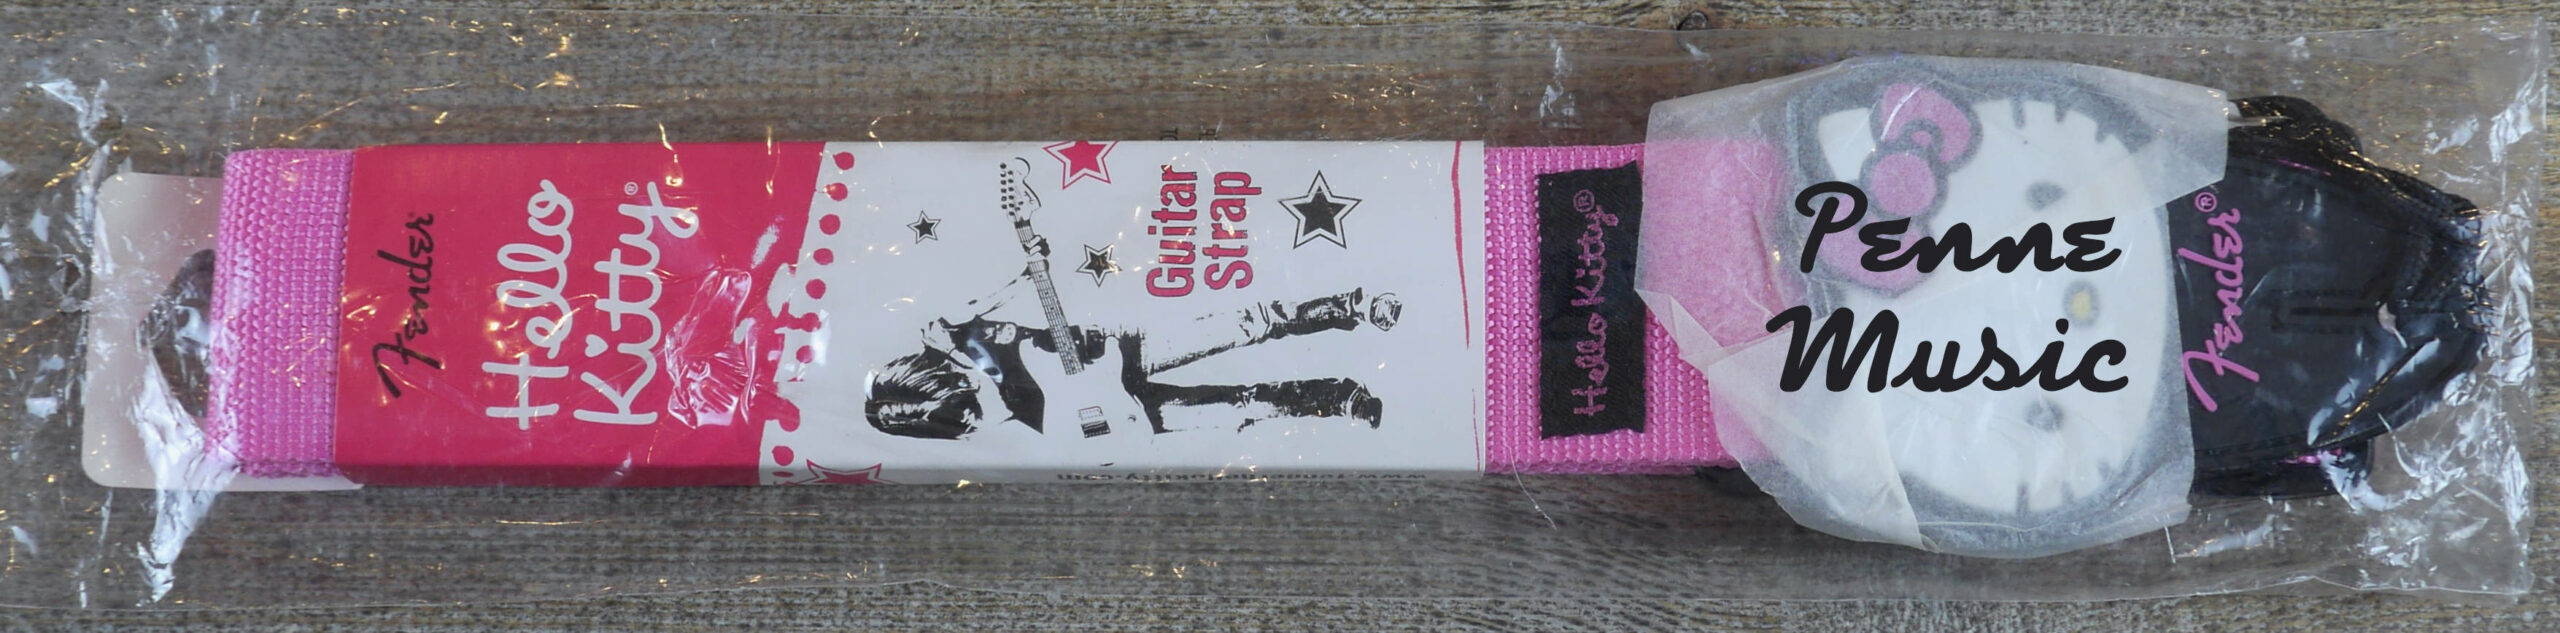 Fender
Hello
Kitty®
Guitar
Strap
Hello Kitty®
Penne
Music
Fender®